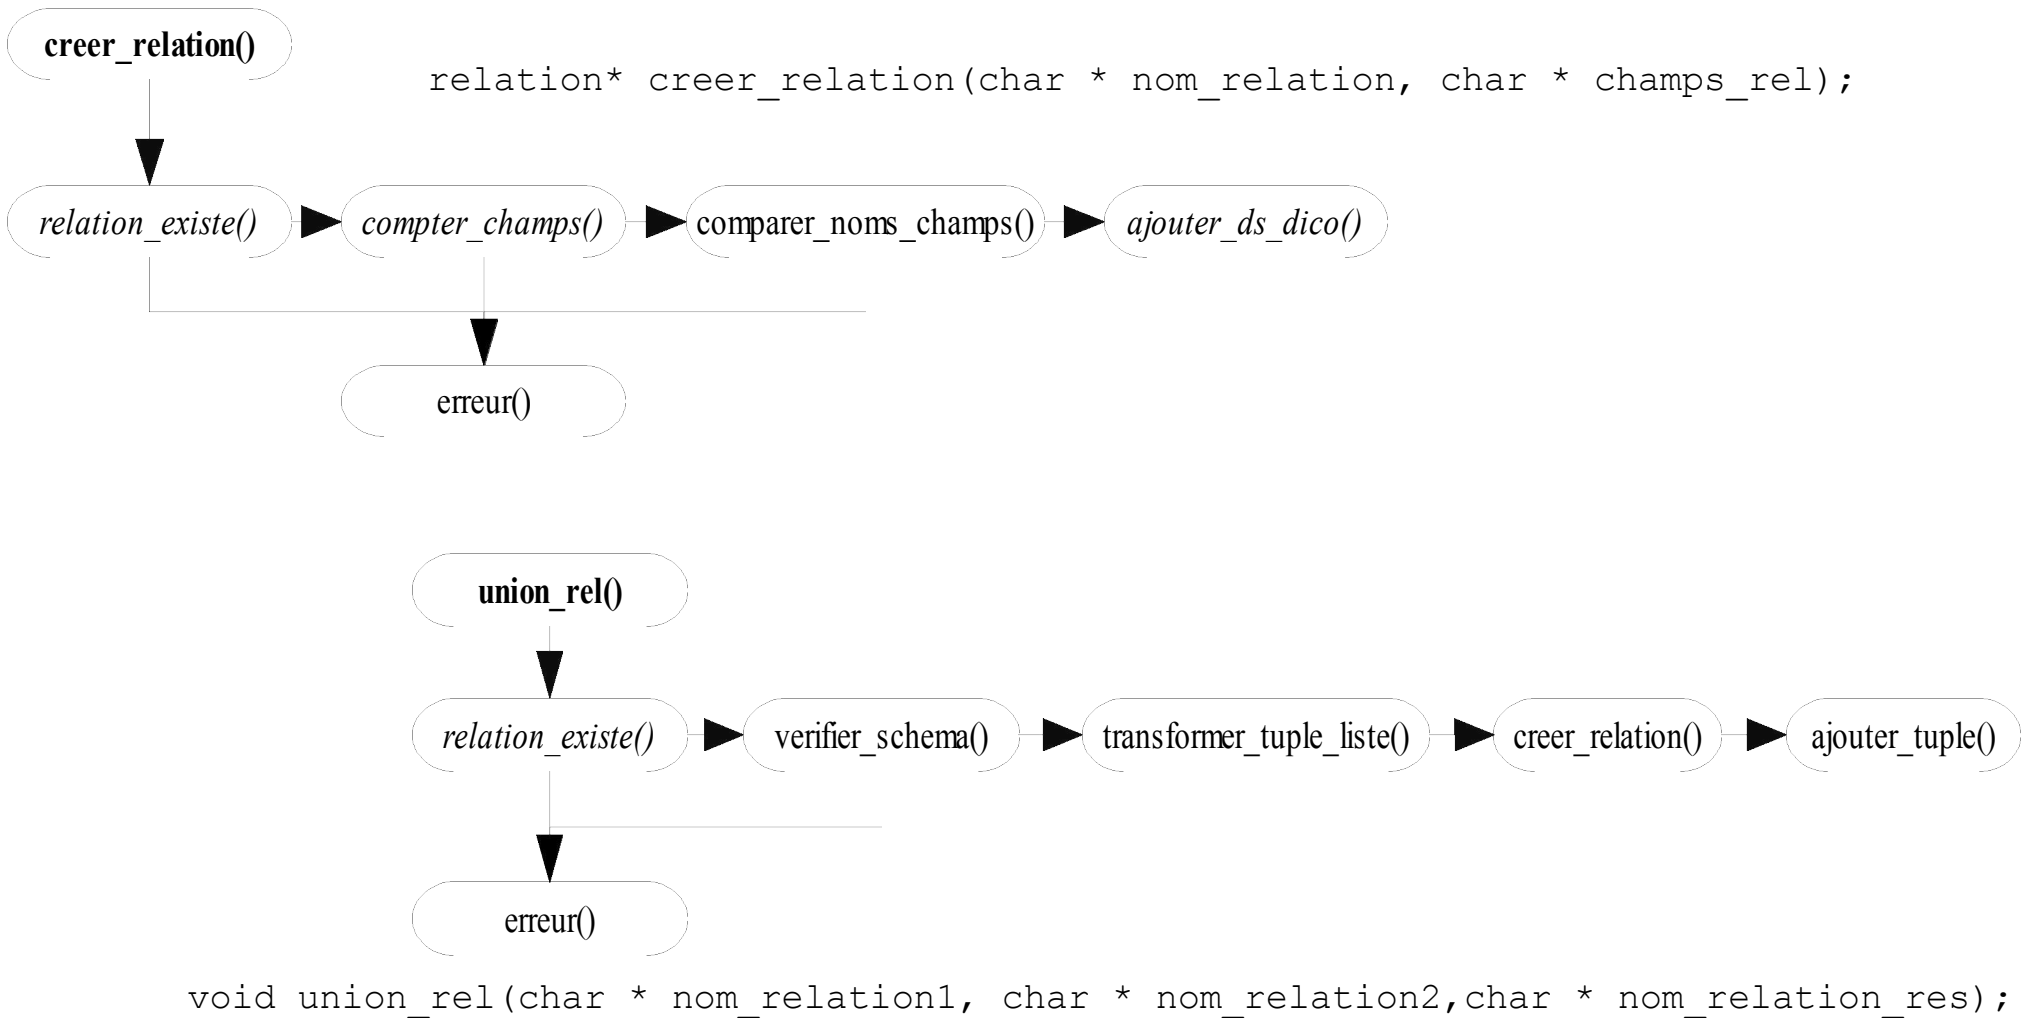 creer_relation()
relation* creer_relation(char * nom_relation, char * champs_rel);
relation_existe() compter_champs() comparer_noms_champs() ajouter_ds_dico()
erreur()
union_rel()
relation_existe() verifier_schema() transformer_tuple_liste() creer_relation() ajouter_tuple()
erreur()
void union_rel(char * nom_relation1, char * nom_relation2,char * nom_relation_res);